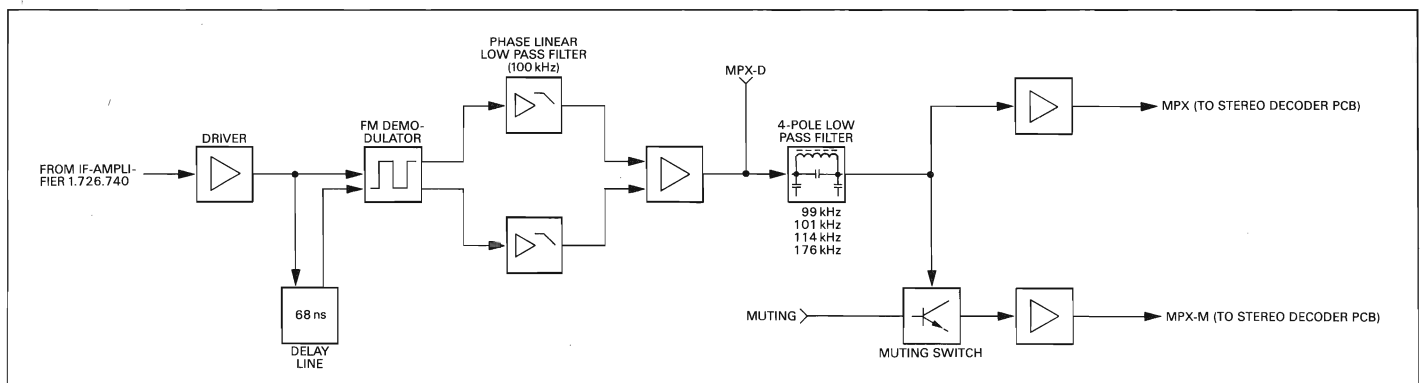 PHASE LINEAR
LOW PASS FILTER
(100 kHz)
MPX-D
DRIVER
FM DEMO-
DULATOR
4-POLE LOW
PASS FILTER
MPX (TO STEREO DECODER PCB)
FROM IF-AMPLI-
FIER 1.726.740
99 kHz
101 kHz
114 kHz
176 kHz
68 ns
DELAY
LINE
MUTING
MUTING SWITCH
MPX-M (TO STEREO DECODER PCB)